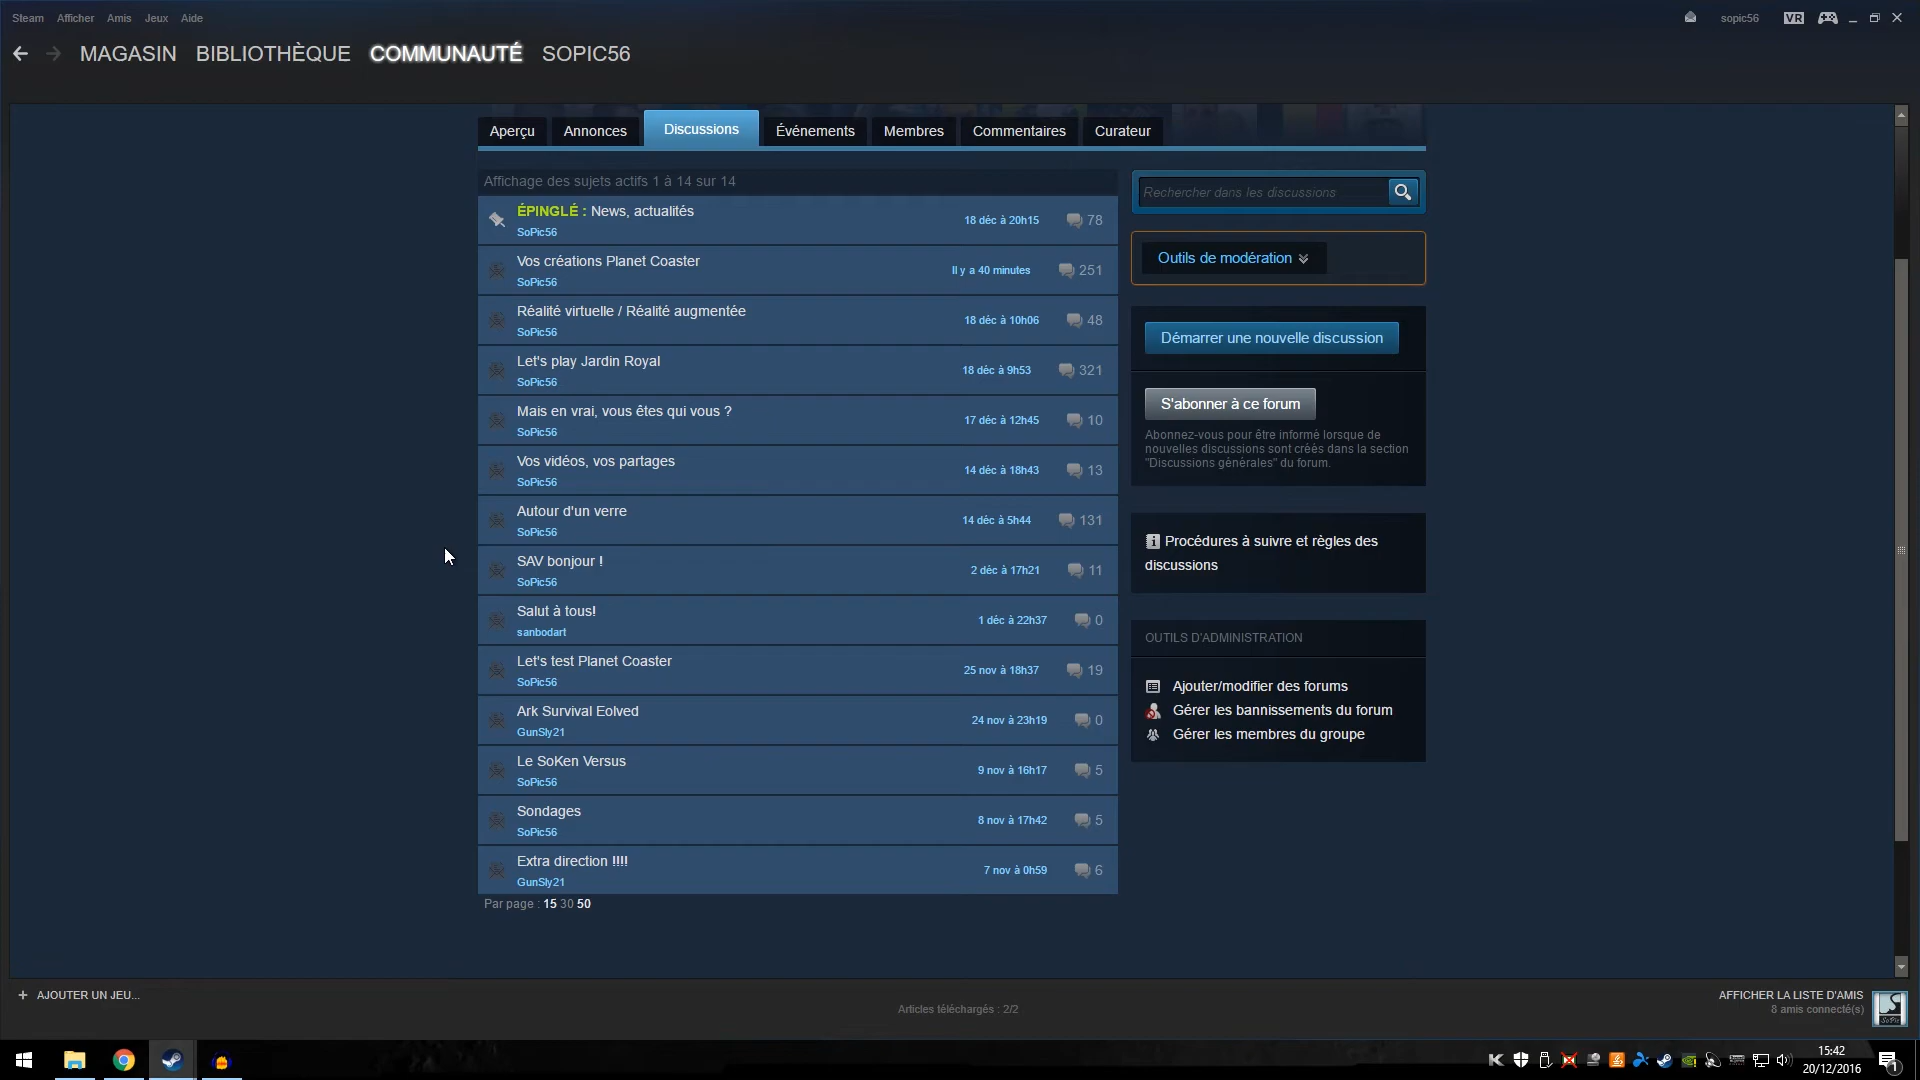 Steam Afficher Amis Jeux Aide
sopic56 VR
MAGASIN BIBLIOTHÈQUE COMMUNAUTÉ SOPIC56
Aperçu Annonces Discussions Événements Membres Commentaires Curateur
Affichage des sujets actifs 1 à 14 sur 14
ÉPINGLÉ : News, actualités
SoPic56
18 déc à 20h15 78
Vos créations Planet Coaster
SoPic56
Il y a 40 minutes 251
Réalité virtuelle / Réalité augmentée
SoPic56
18 déc à 10h06 48
Let's play Jardin Royal
SoPic56
18 déc à 9h53 321
Mais en vrai, vous êtes qui vous ?
SoPic56
17 déc à 12h45 10
Vos vidéos, vos partages
SoPic56
14 déc à 18h43 13
Autour d'un verre
SoPic56
14 déc à 5h44 131
SAV bonjour !
SoPic56
2 déc à 17h21 11
Salut à tous!
sanbodart
1 déc à 22h37 0
Let's test Planet Coaster
SoPic56
25 nov à 18h37 19
Ark Survival Eolved
GunSly21
24 nov à 23h19 0
Le SoKen Versus
SoPic56
9 nov à 16h17 5
Sondages
SoPic56
8 nov à 17h42 5
Extra direction !!!!
GunSly21
7 nov à 0h59 6
Par page : 15 30 50
Rechercher dans les discussions
Outils de modération
Démarrer une nouvelle discussion
S'abonner à ce forum
Abonnez-vous pour être informé lorsque de
nouvelles discussions sont créés dans la section
"Discussions générales" du forum.
Procédures à suivre et règles des
discussions
OUTILS D'ADMINISTRATION
Ajouter/modifier des forums
Gérer les bannissements du forum
Gérer les membres du groupe
+ AJOUTER UN JEU...
Articles téléchargés : 2/2
AFFICHER LA LISTE D'AMIS
8 amis connecté(s)
SoPic
15:42
20/12/2016
1